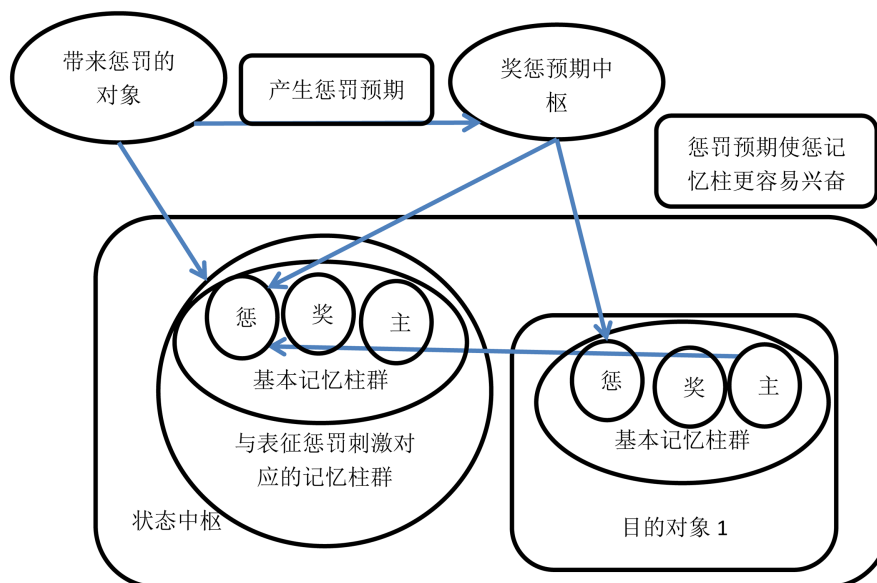 带来惩罚的
对象
产生惩罚预期
奖惩预期中
枢
惩罚预期使惩记
忆柱更容易兴奋
惩
奖
主
基本记忆柱群
与表征惩罚刺激对
应的记忆柱群
状态中枢
惩
奖
主
基本记忆柱群
目的对象 1